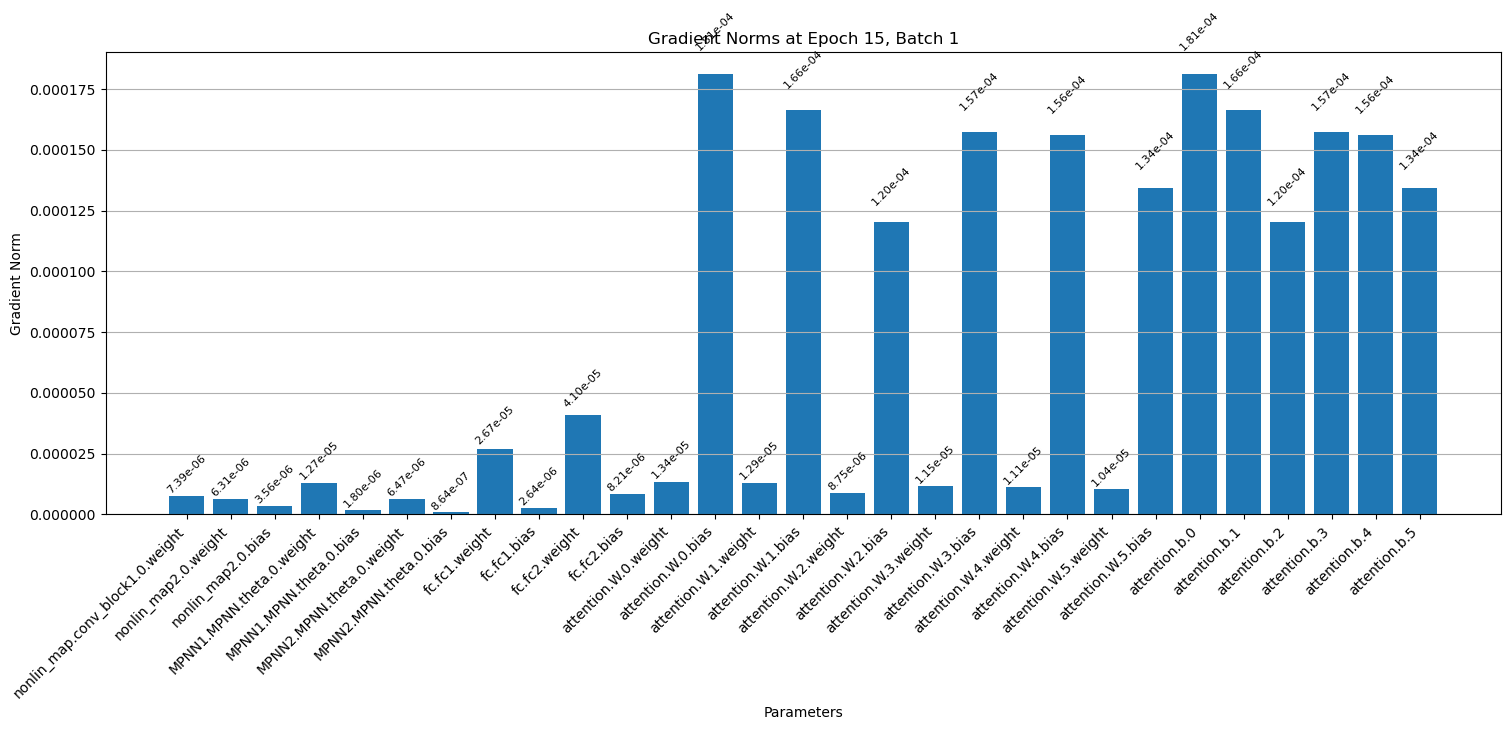 Gradient Norms at Epoch 15, Batch 1
Gradient Norm
0.000175
0.000150
0.000125
0.000100
0.000075
0.000050
0.000025
0.000000
7.39e-06
6.31e-06
3.56e-06
1.27e-05
1.80e-06
6.47e-06
8.64e-07
2.67e-05
2.64e-06
4.10e-05
8.21e-06
1.34e-05
1.81e-04
1.29e-05
1.66e-04
8.75e-06
1.20e-04
1.15e-05
1.57e-04
1.11e-05
1.56e-04
1.04e-05
1.34e-04
1.81e-04
1.66e-04
1.20e-04
1.57e-04
1.56e-04
1.34e-04
nonlin_map.conv_block1.0.weight
nonlin_map2.0.weight
nonlin_map2.0.bias
MPNN1.MPNN.theta.0.weight
MPNN1.MPNN.theta.0.bias
MPNN2.MPNN.theta.0.weight
MPNN2.MPNN.theta.0.bias
fc.fc1.weight
fc.fc1.bias
fc.fc2.weight
fc.fc2.bias
attention.W.0.weight
attention.W.0.bias
attention.W.1.weight
attention.W.1.bias
attention.W.2.weight
attention.W.2.bias
attention.W.3.weight
attention.W.3.bias
attention.W.4.weight
attention.W.4.bias
attention.W.5.weight
attention.W.5.bias
attention.b.0
attention.b.1
attention.b.2
attention.b.3
attention.b.4
attention.b.5
Parameters